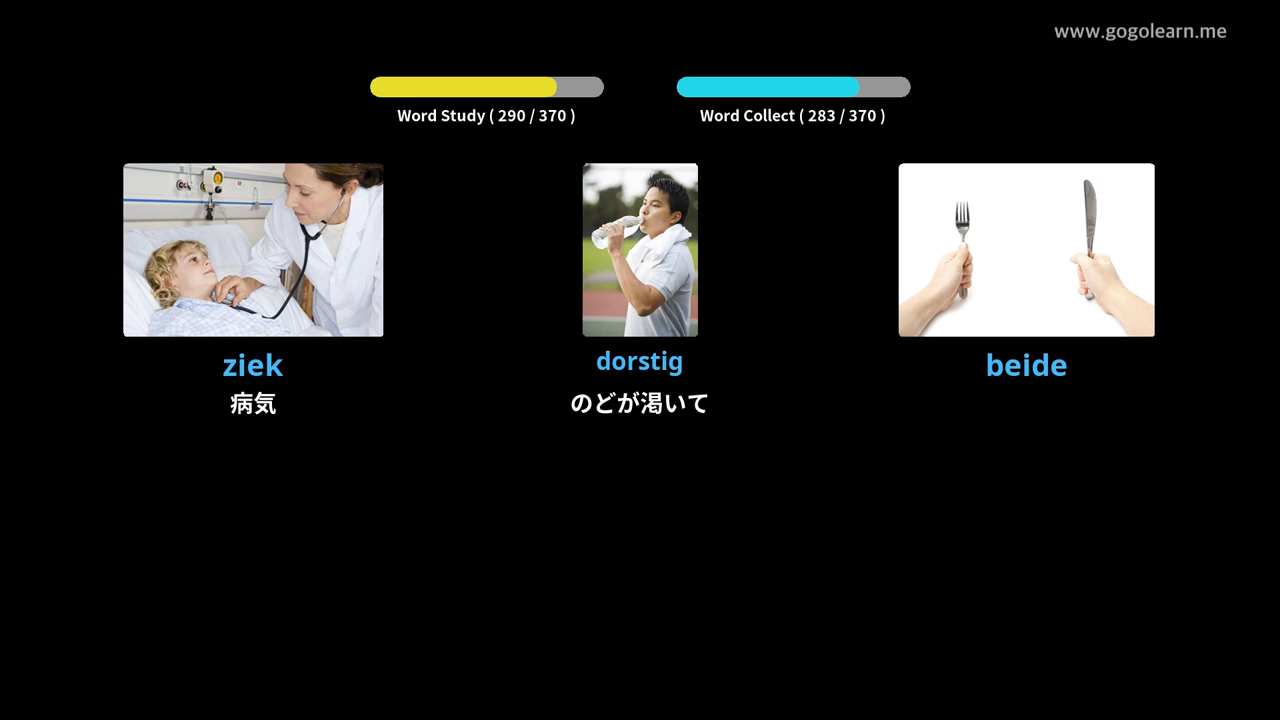 www.gogolearn.me
Word Study ( 290 / 370 )
Word Collect ( 283 / 370 )
ziek
病気
dorstig
のどが渇いて
beide